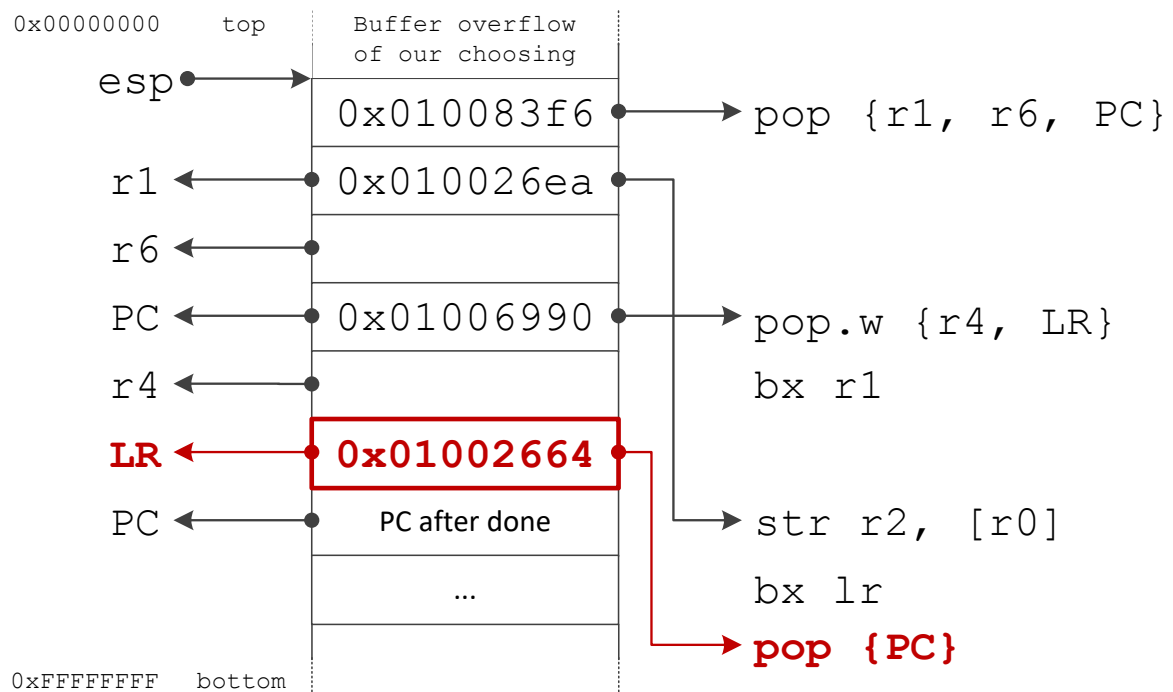 0x00000000 top Buffer overflow
of our choosing
esp
0x010083f6 pop {r1, r6, PC}
r1 0x010026ea
r6
PC 0x01006990 pop.w {r4, LR}
r4 bx r1
LR 0x01002664
PC PC after done str r2, [r0]
... bx lr
pop {PC}
0xFFFFFFFF bottom